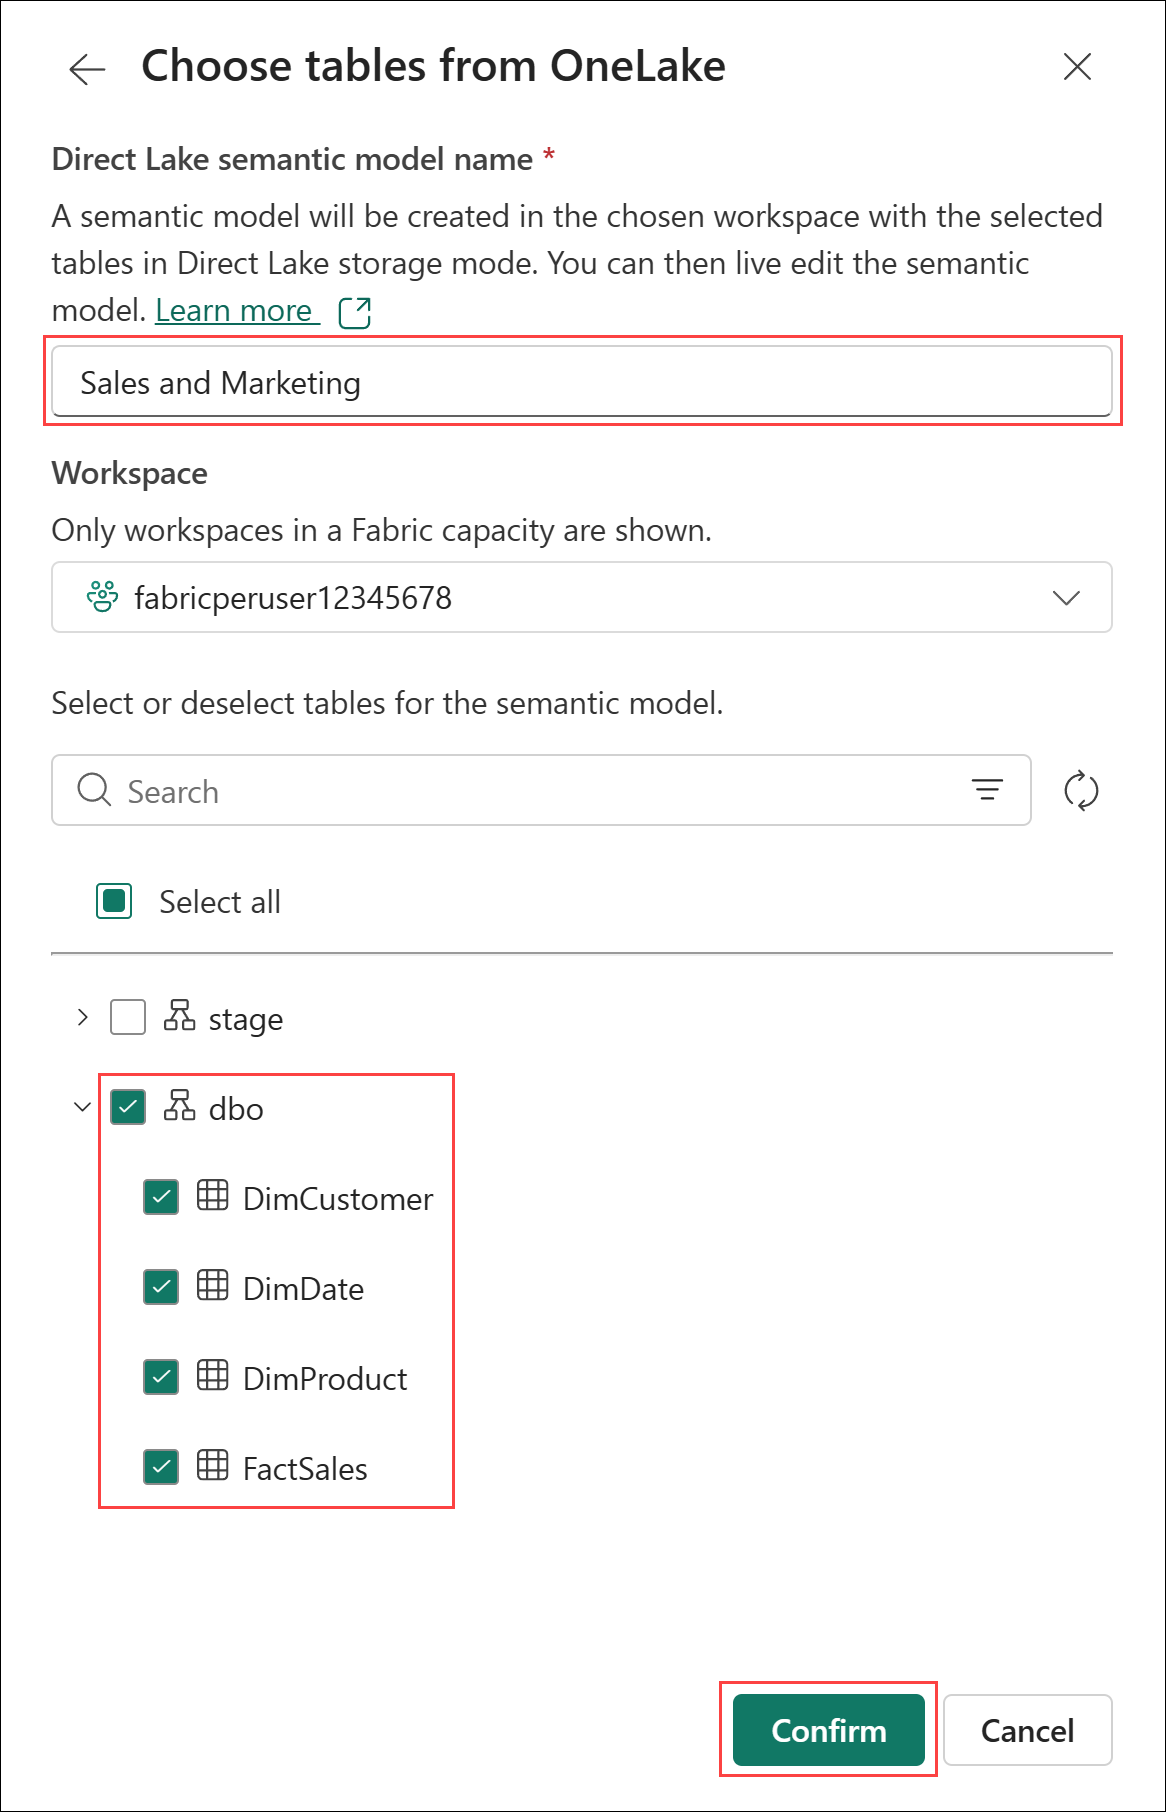 Choose tables from OneLake
Direct Lake semantic model name *
A semantic model will be created in the chosen workspace with the selected
tables in Direct Lake storage mode. You can then live edit the semantic
model. Learn more
Sales and Marketing
Workspace
Only workspaces in a Fabric capacity are shown.
fabricperuser12345678
Select or deselect tables for the semantic model.
Search
Select all
stage
dbo
DimCustomer
DimDate
DimProduct
FactSales
Confirm Cancel